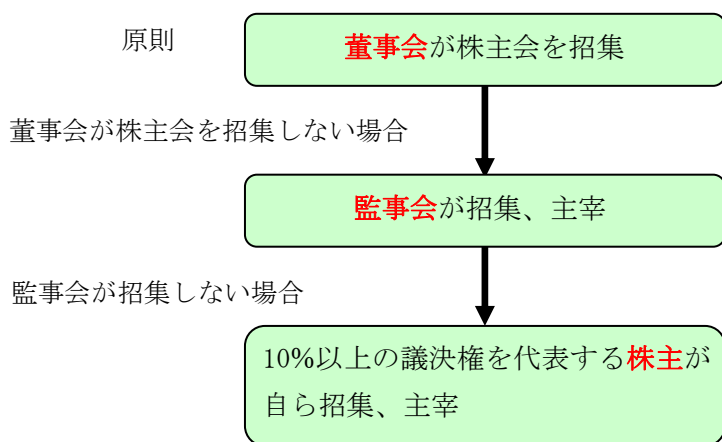 原則
董事会が株主会を招集
董事会が株主会を招集しない場合
監事会が招集、主宰
監事会が招集しない場合
10%以上の議決権を代表する株主が
自ら招集、主宰